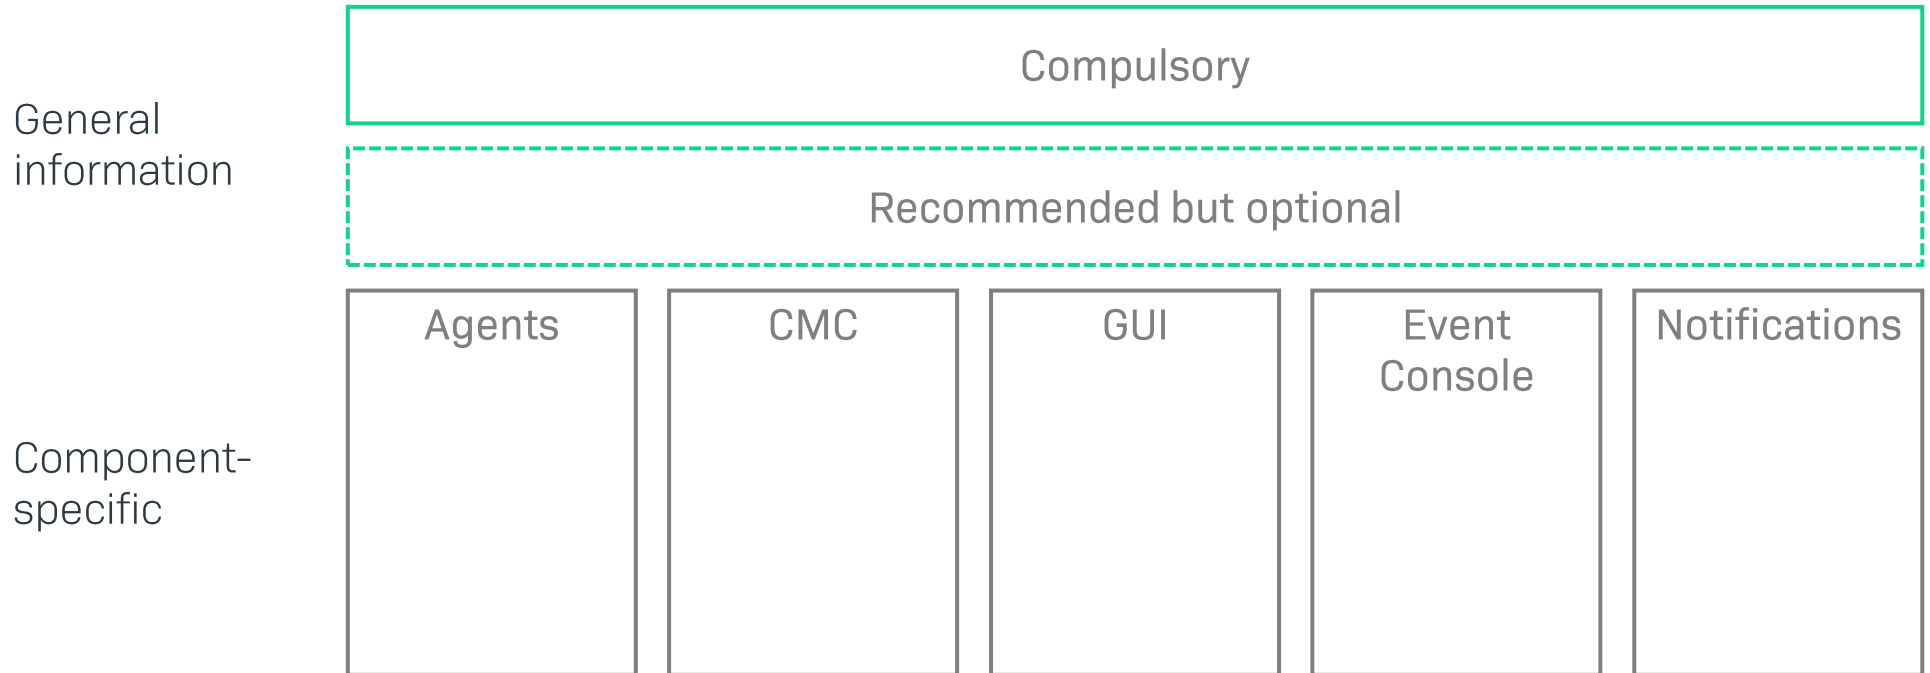 General
information
Compulsory
Recommended but optional
Component-
specific
Agents
CMC
GUI
Event
Console
Notifications